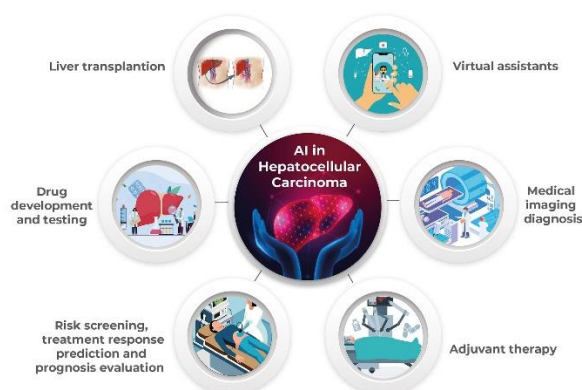 Liver transplantion
Virtual assistants
AI in
Hepatocellular
Carcinoma
Drug
development
and testing
Medical
imaging
diagnosis
Risk screening,
treatment response
prediction and
prognosis evaluation
Adjuvant therapy